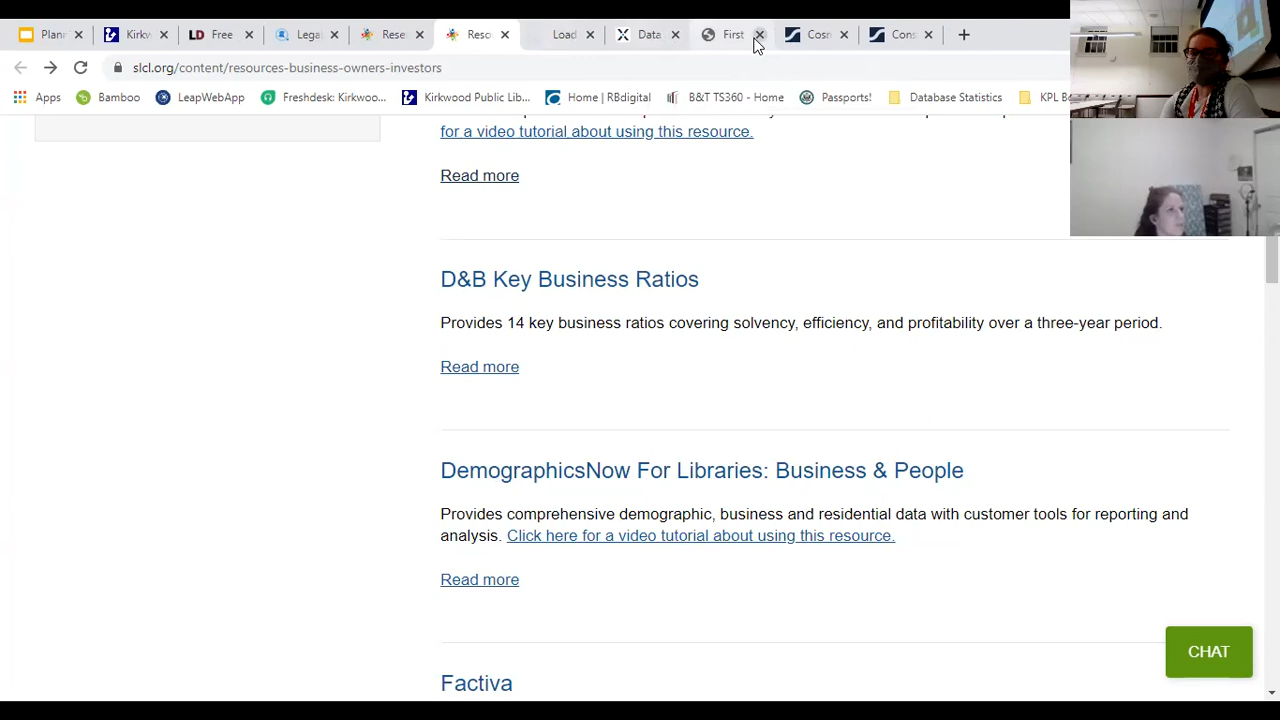 Plann
Kirkw
Free
Lega
Rese
Reso
Load
Data
First
Cosr
Cons
slcl.org/content/resources-business-owners-investors
Apps
Bamboo
LeapWebApp
Freshdesk: Kirkwoo...
Kirkwood Public Lib...
Home | RBdigital
B&T TS360 - Home
Passports!
Database Statistics
KPL B
for a video tutorial about using this resource.
Read more
D&B Key Business Ratios
Provides 14 key business ratios covering solvency, efficiency, and profitability over a three-year period.
Read more
DemographicsNow For Libraries: Business & People
Provides comprehensive demographic, business and residential data with customer tools for reporting and
analysis. Click here for a video tutorial about using this resource.
Read more
CHAT
Factiva